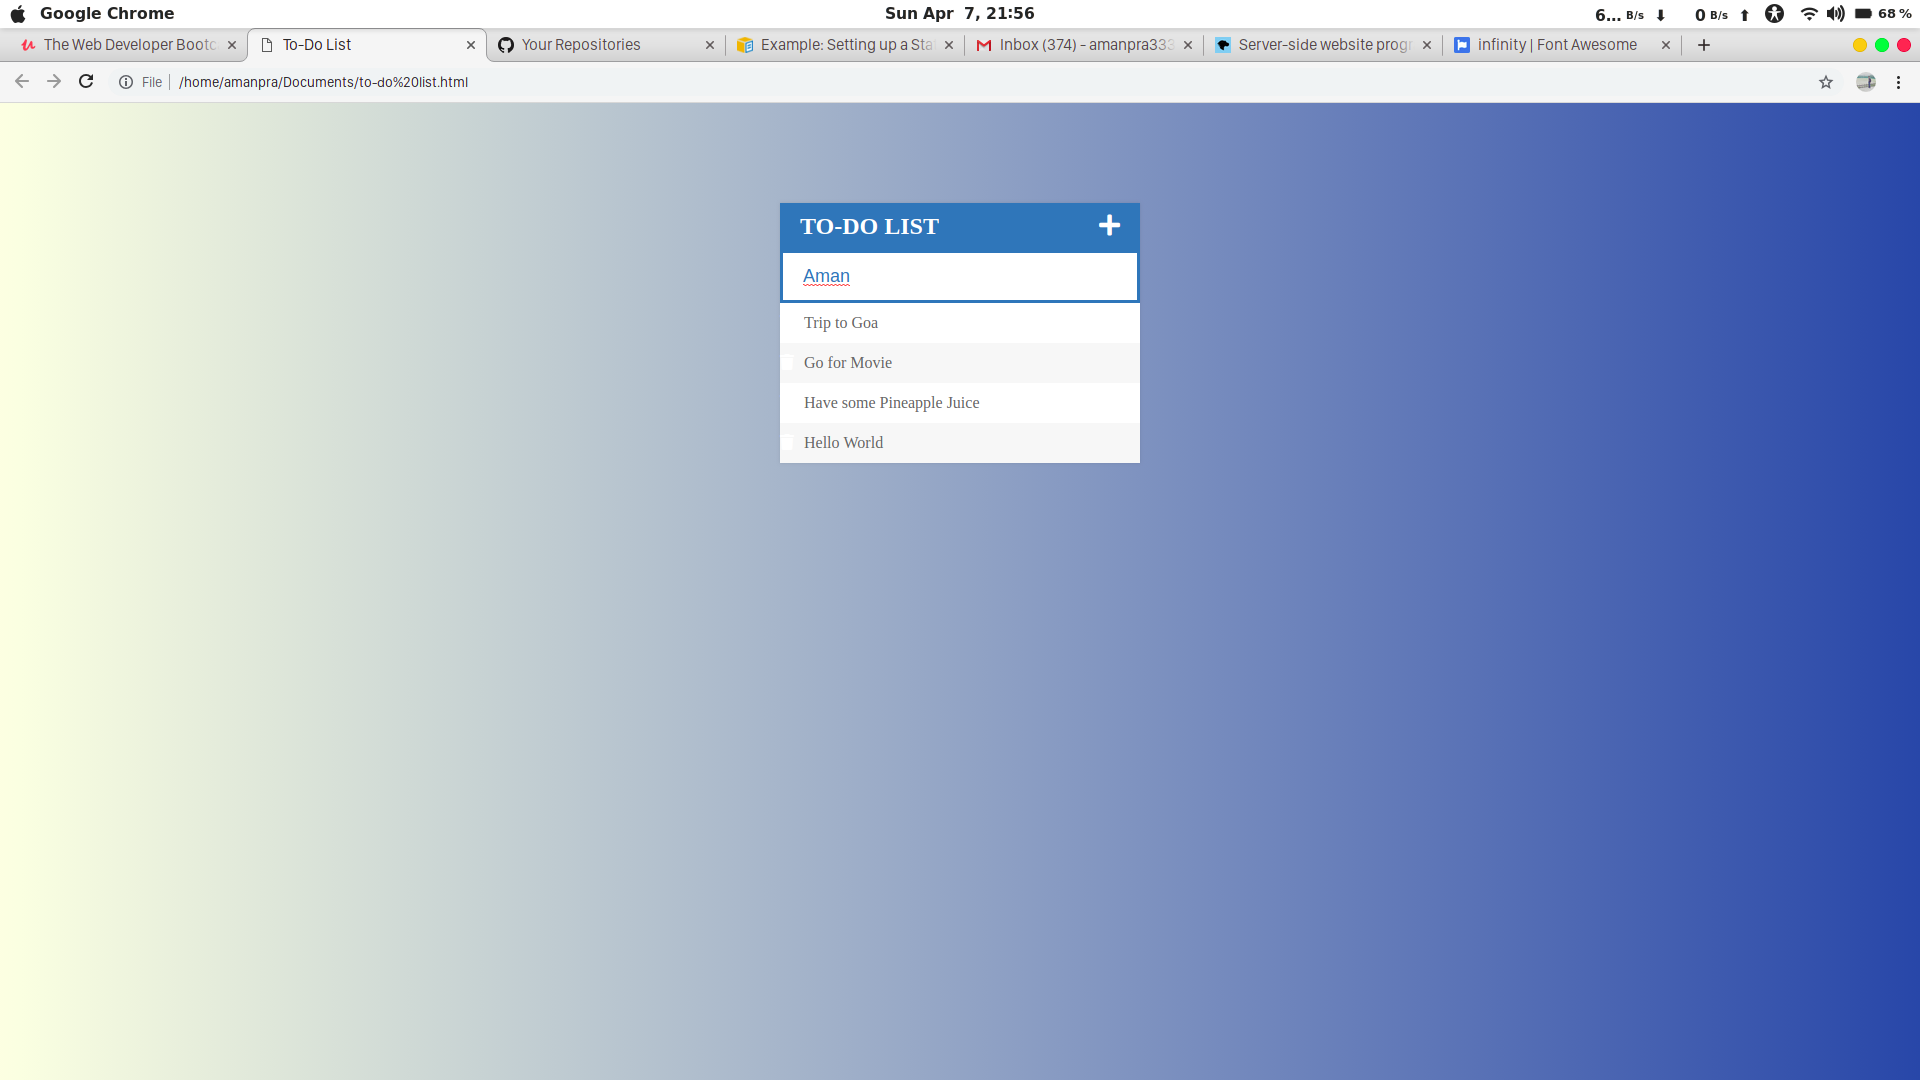 Google Chrome
Sun Apr 7, 21:56
6... B/s 0 B/s 68 %
The Web Developer Bootc
To-Do List
Your Repositories
Example: Setting up a Sta
Inbox (374) - amanpra333
Server-side website progr
infinity | Font Awesome
File
/home/amanpra/Documents/to-do%20list.html
TO-DO LIST
Aman
Trip to Goa
Go for Movie
Have some Pineapple Juice
Hello World